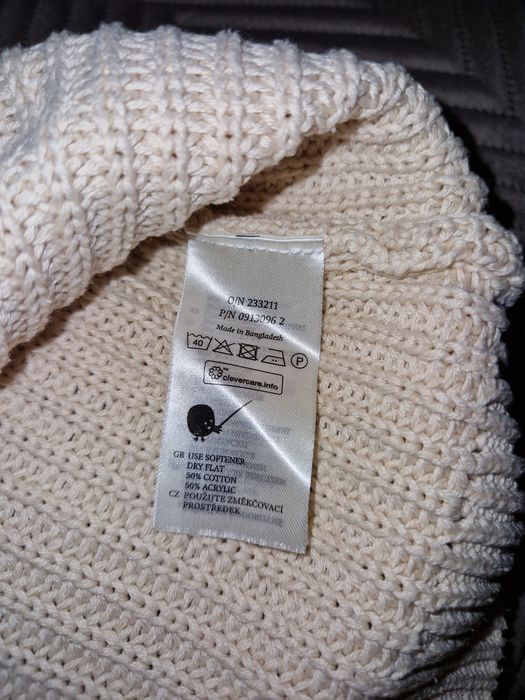 O/N 233211
P/N 0913096 2
Made in Bangladesh
40 P
clevercare.info
GB USE SOFTENER
DRY FLAT
50% COTTON
50% ACRYLIC
CZ POUŽIJTE ZMĚKČOVACÍ
PROSTŘEDEK